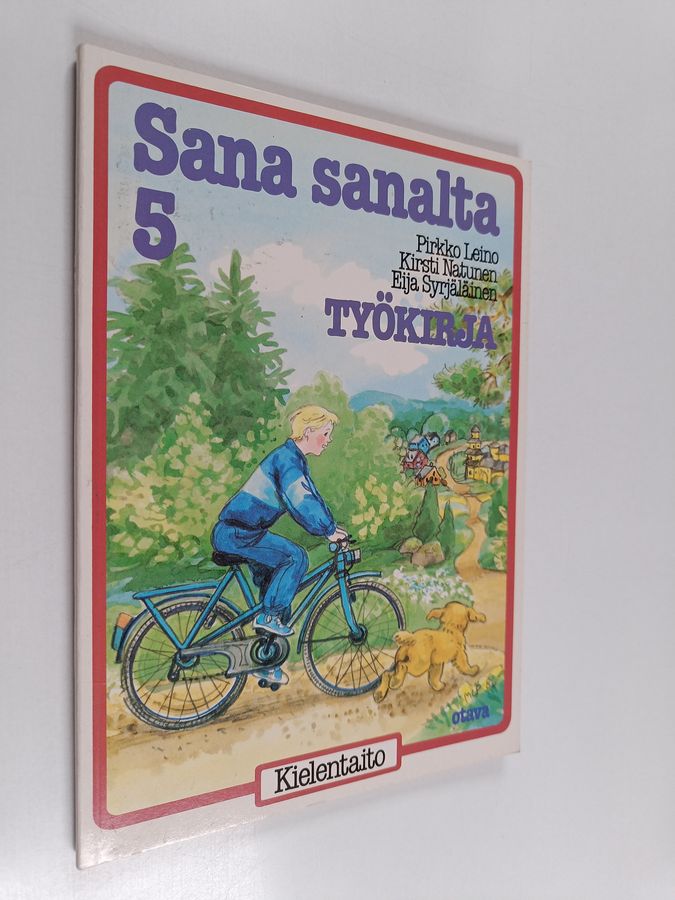 Sana sanalta
5
Pirkko Leino
Kirsti Natunen
Eija Syrjäläinen
TYÖKIRJA
otava
Kielentaito